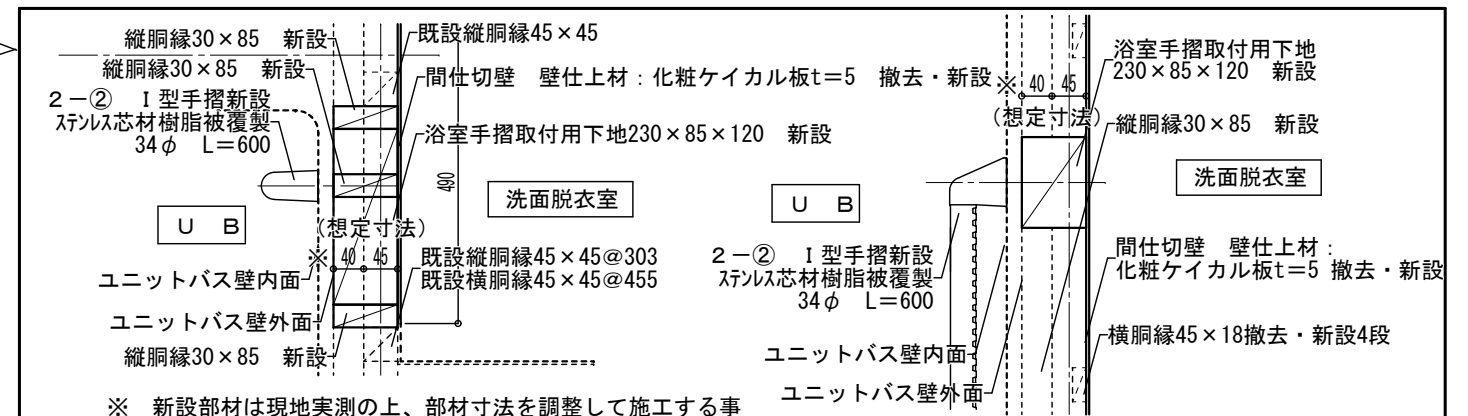 縦胴縁30×85　新設
既設縦胴縁45×45
縦胴縁30×85　新設
間仕切壁　壁仕上材：化粧ケイカル板t＝5　撤去・新設
2－②　Ｉ型手摺新設
ステンレス芯材樹脂被覆製
34φ　L＝600
浴室手摺取付用下地230×85×120　新設
490
洗面脱衣室
Ｕ　Ｂ
（想定寸法）
※
40
45
既設縦胴縁45×45@303
既設横胴縁45×45@455
ユニットバス壁内面
ユニットバス壁外面
縦胴縁30×85　新設
※　新設部材は現地実測の上、部材寸法を調整して施工する事
浴室手摺取付用下地
230×85×120　新設
※
40
45
（想定寸法）
縦胴縁30×85　新設
洗面脱衣室
Ｕ　Ｂ
2－②　Ｉ型手摺新設
ステンレス芯材樹脂被覆製
34φ　L＝600
間仕切壁　壁仕上材：
化粧ケイカル板t＝5 撤去・新設
横胴縁45×18撤去・新設4段
ユニットバス壁内面
ユニットバス壁外面